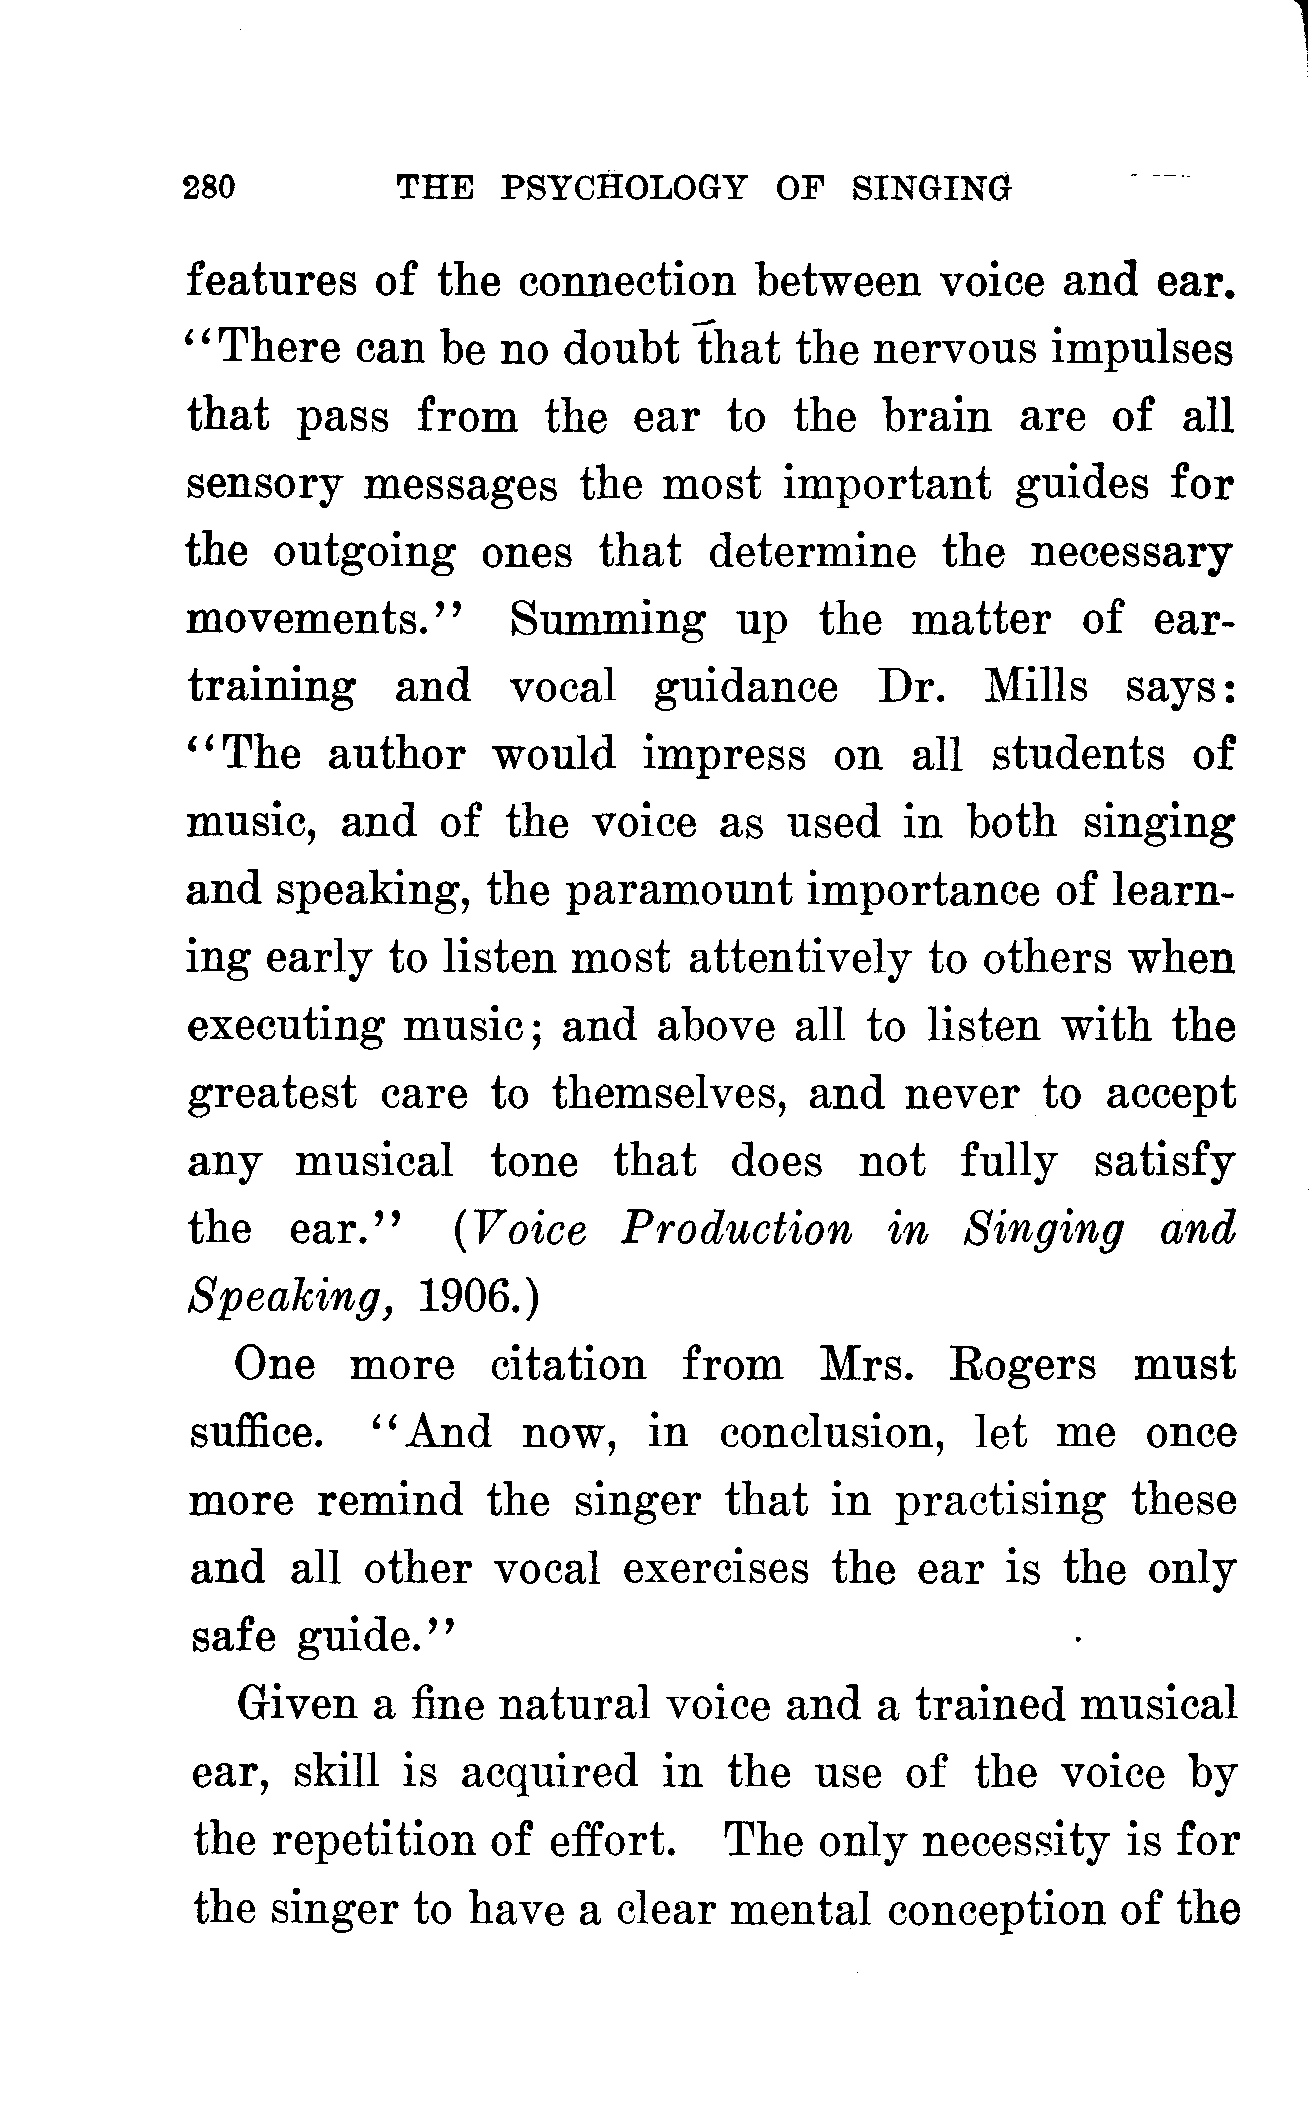 280 THE PSYCHOLOGY OF SINGING
features of the connection between voice and ear.
“There can be no doubt that the nervous impulses
that pass from the ear to the brain are of all
sensory messages the most important guides for
the outgoing ones that determine the necessary
movements.” Summing up the matter of ear-
training and vocal guidance Dr. Mills says:
“The author would impress on all students of
music, and of the voice as used in both singing
and speaking, the paramount importance of learn-
ing early to listen most attentively to others when
executing music; and above all to listen with the
greatest care to themselves, and never to accept
any musical tone that does not fully satisfy
the ear.” (Voice Production in Singing and
Speaking, 1906.)
One more citation from Mrs. Rogers must
suffice. “And now, in conclusion, let me once
more remind the singer that in practising these
and all other vocal exercises the ear is the only
safe guide.”
Given a fine natural voice and a trained musical
ear, skill is acquired in the use of the voice by
the repetition of effort. The only necessity is for
the singer to have a clear mental conception of the